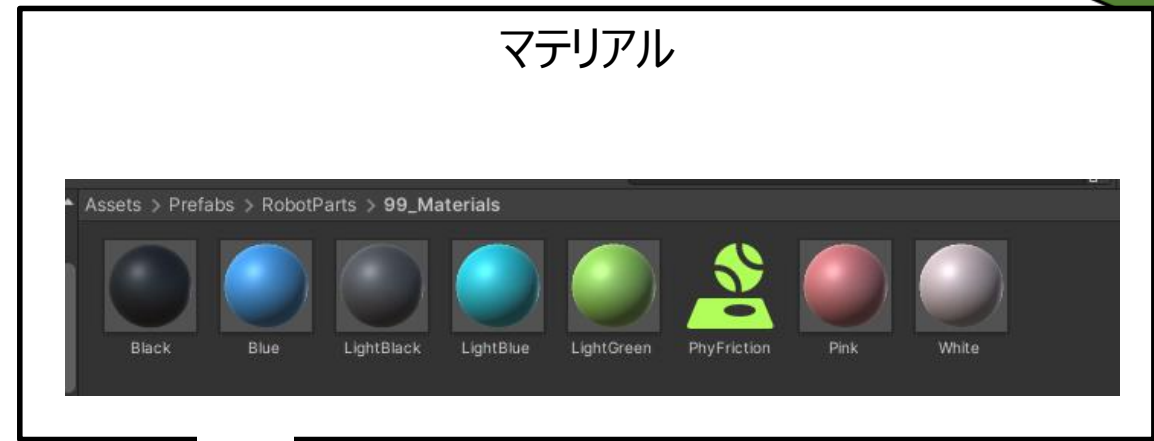 マテリアル
Assets > Prefabs > RobotParts > 99_Materials
Black Blue LightBlack LightBlue LightGreen PhyFriction Pink White